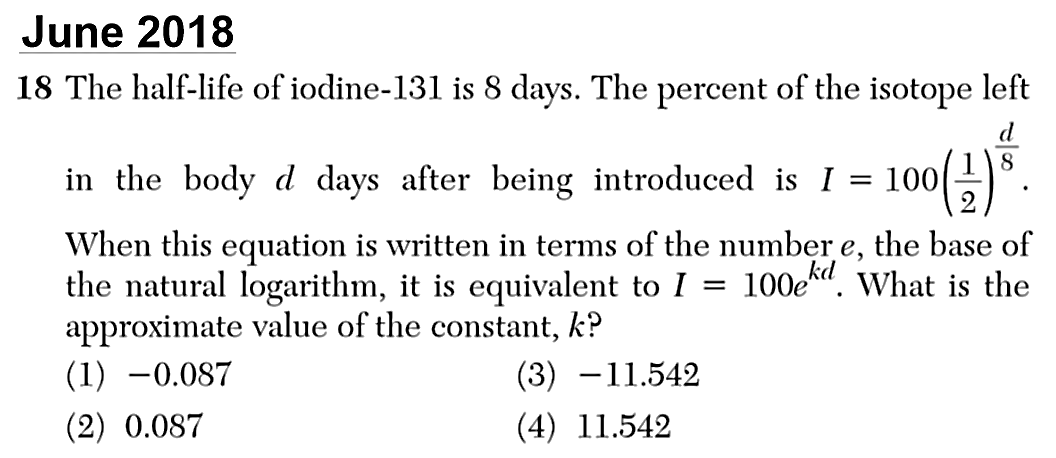 June 2018
18 The half-life of iodine-131 is 8 days. The percent of the isotope left
in the body d days after being introduced is I = 100(1/2)^(d/8).
When this equation is written in terms of the number e, the base of
the natural logarithm, it is equivalent to I = 100e^(kd). What is the
approximate value of the constant, k?
(1) −0.087 (3) −11.542
(2) 0.087 (4) 11.542